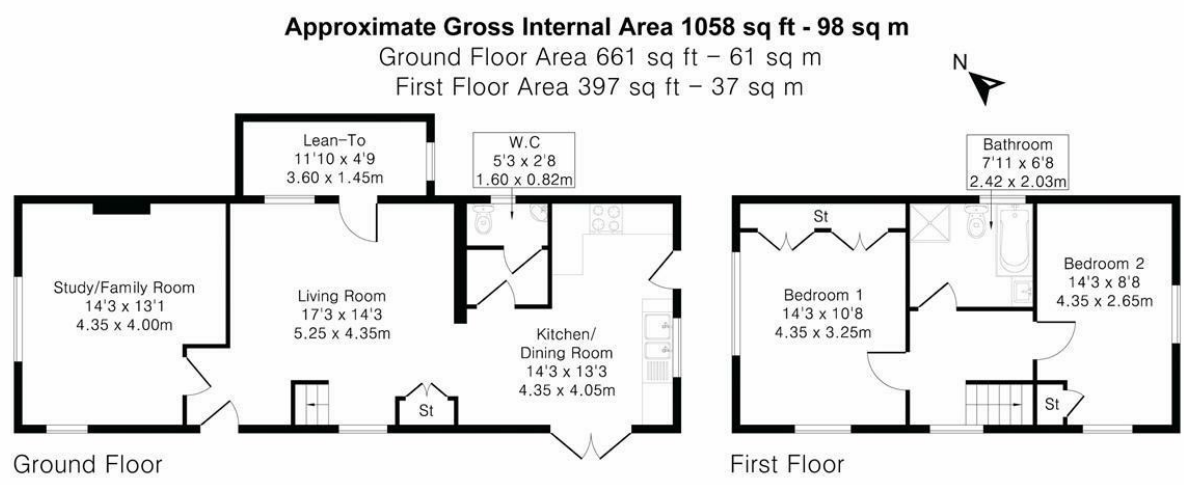 Approximate Gross Internal Area 1058 sq ft - 98 sq m
Ground Floor Area 661 sq ft – 61 sq m
First Floor Area 397 sq ft – 37 sq m
N
Lean-To
11'10 x 4'9
3.60 x 1.45m
W.C
5'3 x 2'8
1.60 x 0.82m
Study/Family Room
14'3 x 13'1
4.35 x 4.00m
Living Room
17'3 x 14'3
5.25 x 4.35m
Kitchen/
Dining Room
14'3 x 13'3
4.35 x 4.05m
St
Ground Floor
Bathroom
7'11 x 6'8
2.42 x 2.03m
St
Bedroom 1
14'3 x 10'8
4.35 x 3.25m
Bedroom 2
14'3 x 8'8
4.35 x 2.65m
St
First Floor